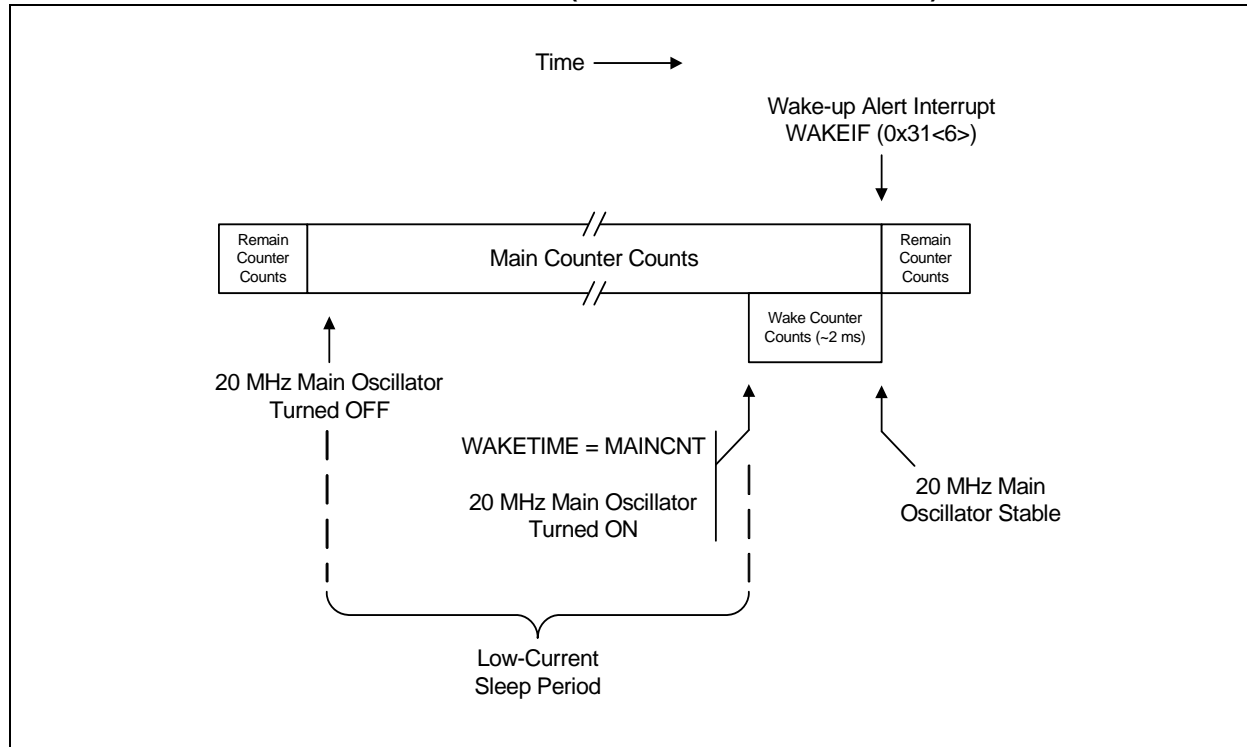 Time
Wake-up Alert Interrupt
WAKEIF (0x31<6>)
Remain
Counter
Counts
Main Counter Counts
Remain
Counter
Counts
Wake Counter
Counts (~2 ms)
20 MHz Main Oscillator
Turned OFF
WAKETIME = MAINCNT
20 MHz Main Oscillator
Turned ON
20 MHz Main
Oscillator Stable
Low-Current
Sleep Period